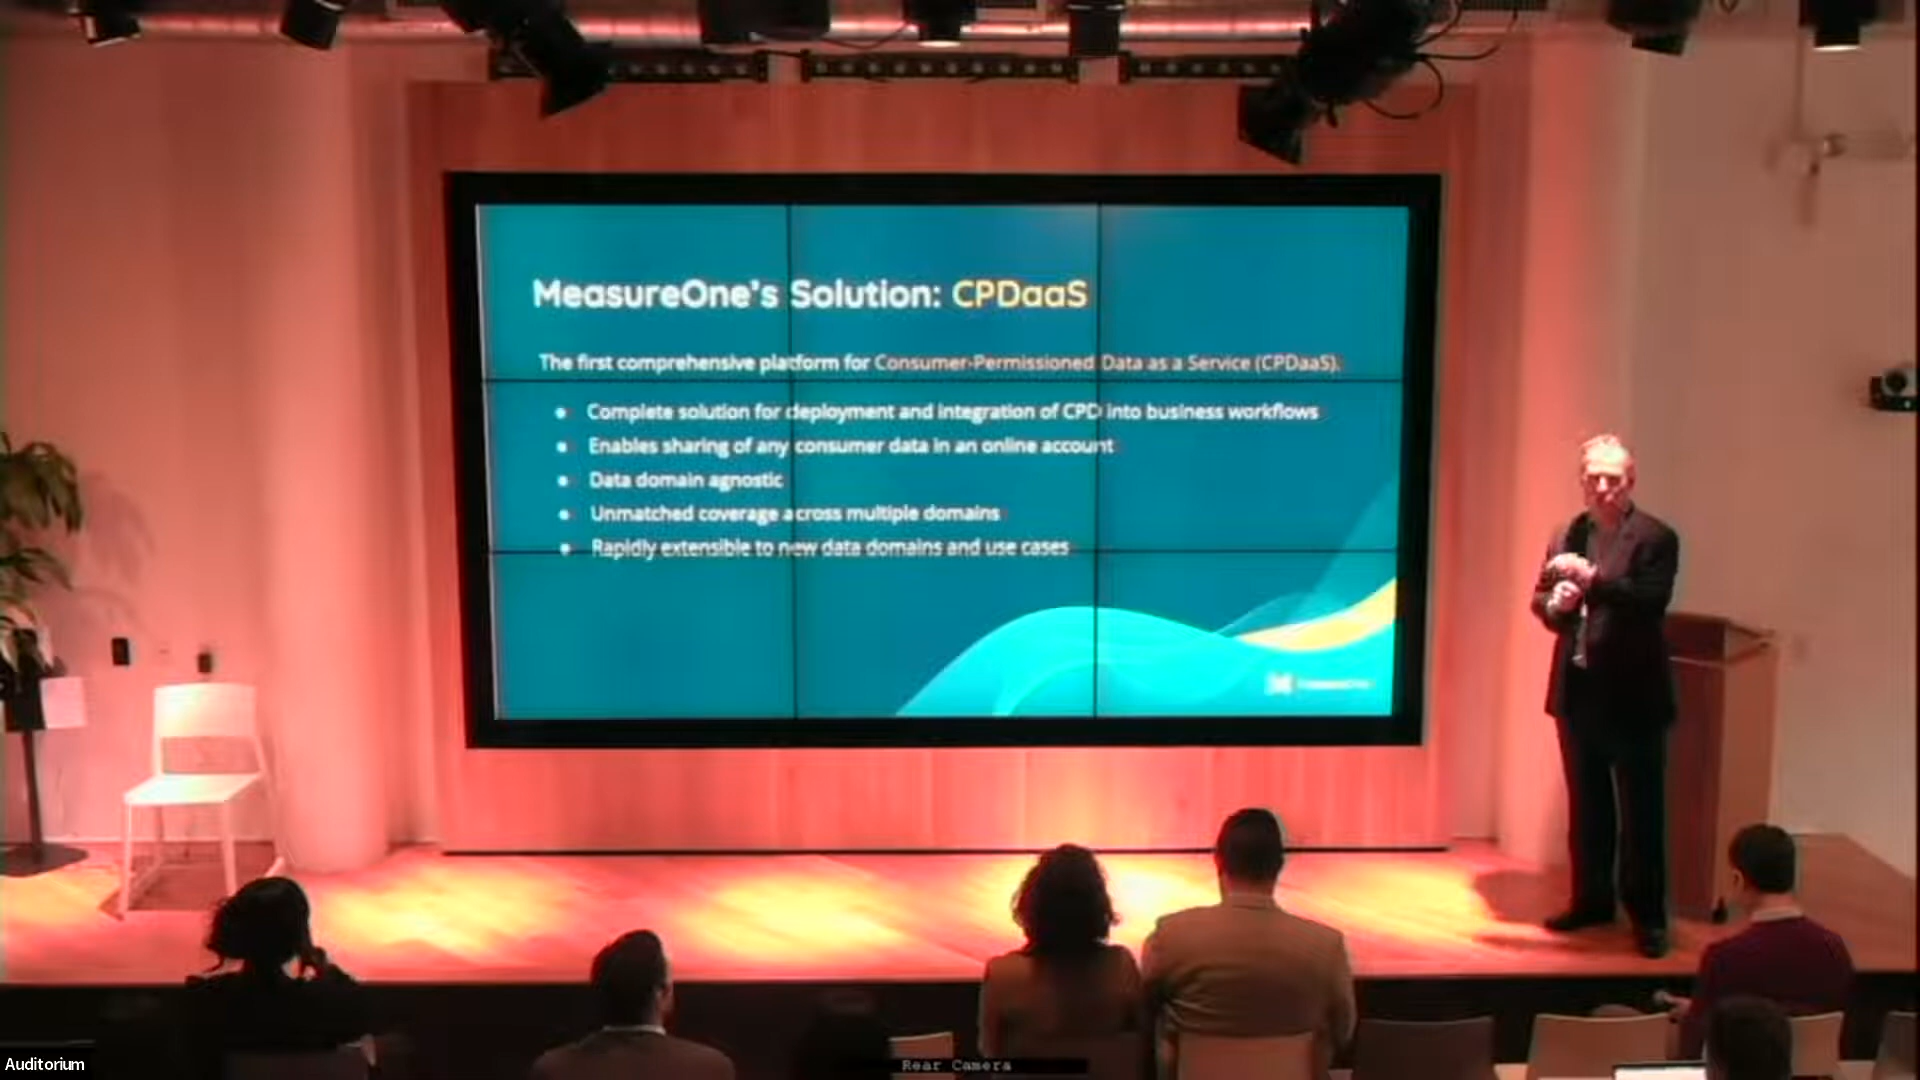 MeasureOne's Solution: CPDaaS
The first comprehensive platform for Consumer-Permissioned Data as a Service (CPDaaS).
Complete solution for deployment and integration of CPD into business workflows
Enables sharing of any consumer data in an online account
Data domain agnostic
Unmatched coverage across multiple domains
Rapidly extensible to new data domains and use cases
Auditorium
Rear Camera